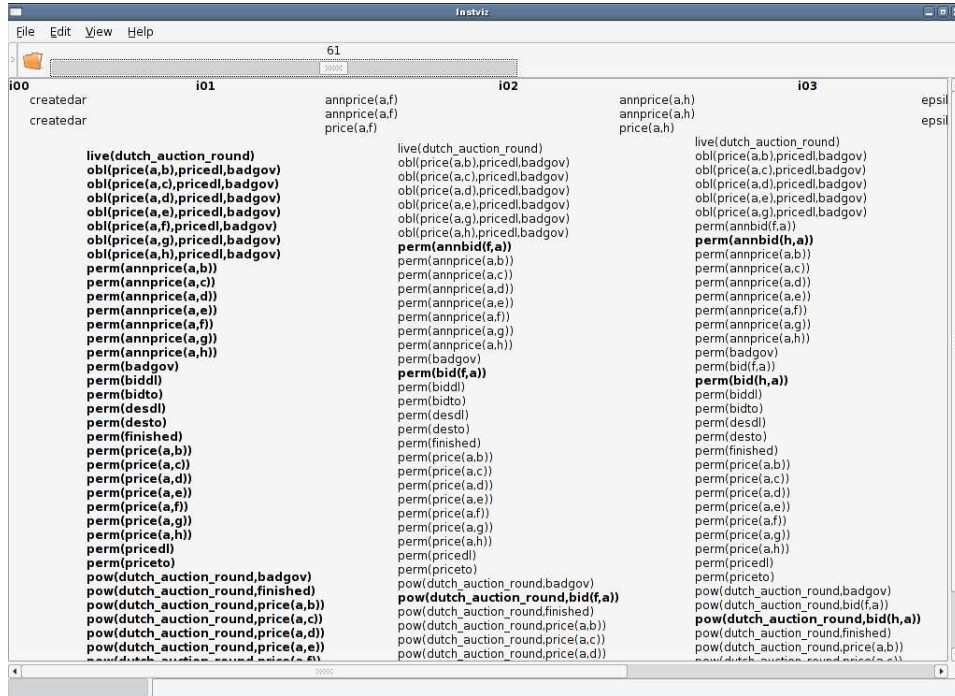 Instviz
File Edit View Help
61
i00 i01 i02 i03
createdar annprice(a,f) annprice(a,h) epsil
createdar annprice(a,f) annprice(a,h) epsil
price(a,f) price(a,h)
live(dutch_auction_round)
obl(price(a,b),pricedl,badgov)
obl(price(a,c),pricedl,badgov)
obl(price(a,d),pricedl,badgov)
obl(price(a,e),pricedl,badgov)
obl(price(a,f),pricedl,badgov)
obl(price(a,g),pricedl,badgov)
obl(price(a,h),pricedl,badgov)
perm(annprice(a,b))
perm(annprice(a,c))
perm(annprice(a,d))
perm(annprice(a,e))
perm(annprice(a,f))
perm(annprice(a,g))
perm(annprice(a,h))
perm(badgov)
perm(biddl)
perm(bidto)
perm(desdl)
perm(desto)
perm(finished)
perm(price(a,b))
perm(price(a,c))
perm(price(a,d))
perm(price(a,e))
perm(price(a,f))
perm(price(a,g))
perm(price(a,h))
perm(pricedl)
perm(priceto)
pow(dutch_auction_round,badgov)
pow(dutch_auction_round,finished)
pow(dutch_auction_round,price(a,b))
pow(dutch_auction_round,price(a,c))
pow(dutch_auction_round,price(a,d))
pow(dutch_auction_round,price(a,e))
live(dutch_auction_round)
obl(price(a,b),pricedl,badgov)
obl(price(a,c),pricedl,badgov)
obl(price(a,d),pricedl,badgov)
obl(price(a,e),pricedl,badgov)
obl(price(a,g),pricedl,badgov)
obl(price(a,h),pricedl,badgov)
perm(annbid(f,a))
perm(annprice(a,b))
perm(annprice(a,c))
perm(annprice(a,d))
perm(annprice(a,e))
perm(annprice(a,f))
perm(annprice(a,g))
perm(annprice(a,h))
perm(badgov)
perm(bid(f,a))
perm(biddl)
perm(bidto)
perm(desdl)
perm(desto)
perm(finished)
perm(price(a,b))
perm(price(a,c))
perm(price(a,d))
perm(price(a,e))
perm(price(a,f))
perm(price(a,g))
perm(price(a,h))
perm(pricedl)
perm(priceto)
pow(dutch_auction_round,badgov)
pow(dutch_auction_round,bid(f,a))
pow(dutch_auction_round,finished)
pow(dutch_auction_round,price(a,b))
pow(dutch_auction_round,price(a,c))
pow(dutch_auction_round,price(a,d))
live(dutch_auction_round)
obl(price(a,b),pricedl,badgov)
obl(price(a,c),pricedl,badgov)
obl(price(a,d),pricedl,badgov)
obl(price(a,e),pricedl,badgov)
obl(price(a,g),pricedl,badgov)
perm(annbid(f,a))
perm(annbid(h,a))
perm(annprice(a,b))
perm(annprice(a,c))
perm(annprice(a,d))
perm(annprice(a,e))
perm(annprice(a,f))
perm(annprice(a,g))
perm(annprice(a,h))
perm(badgov)
perm(bid(f,a))
perm(bid(h,a))
perm(biddl)
perm(bidto)
perm(desdl)
perm(desto)
perm(finished)
perm(price(a,b))
perm(price(a,c))
perm(price(a,d))
perm(price(a,e))
perm(price(a,f))
perm(price(a,g))
perm(price(a,h))
perm(pricedl)
perm(priceto)
pow(dutch_auction_round,badgov)
pow(dutch_auction_round,bid(f,a))
pow(dutch_auction_round,bid(h,a))
pow(dutch_auction_round,finished)
pow(dutch_auction_round,price(a,b))